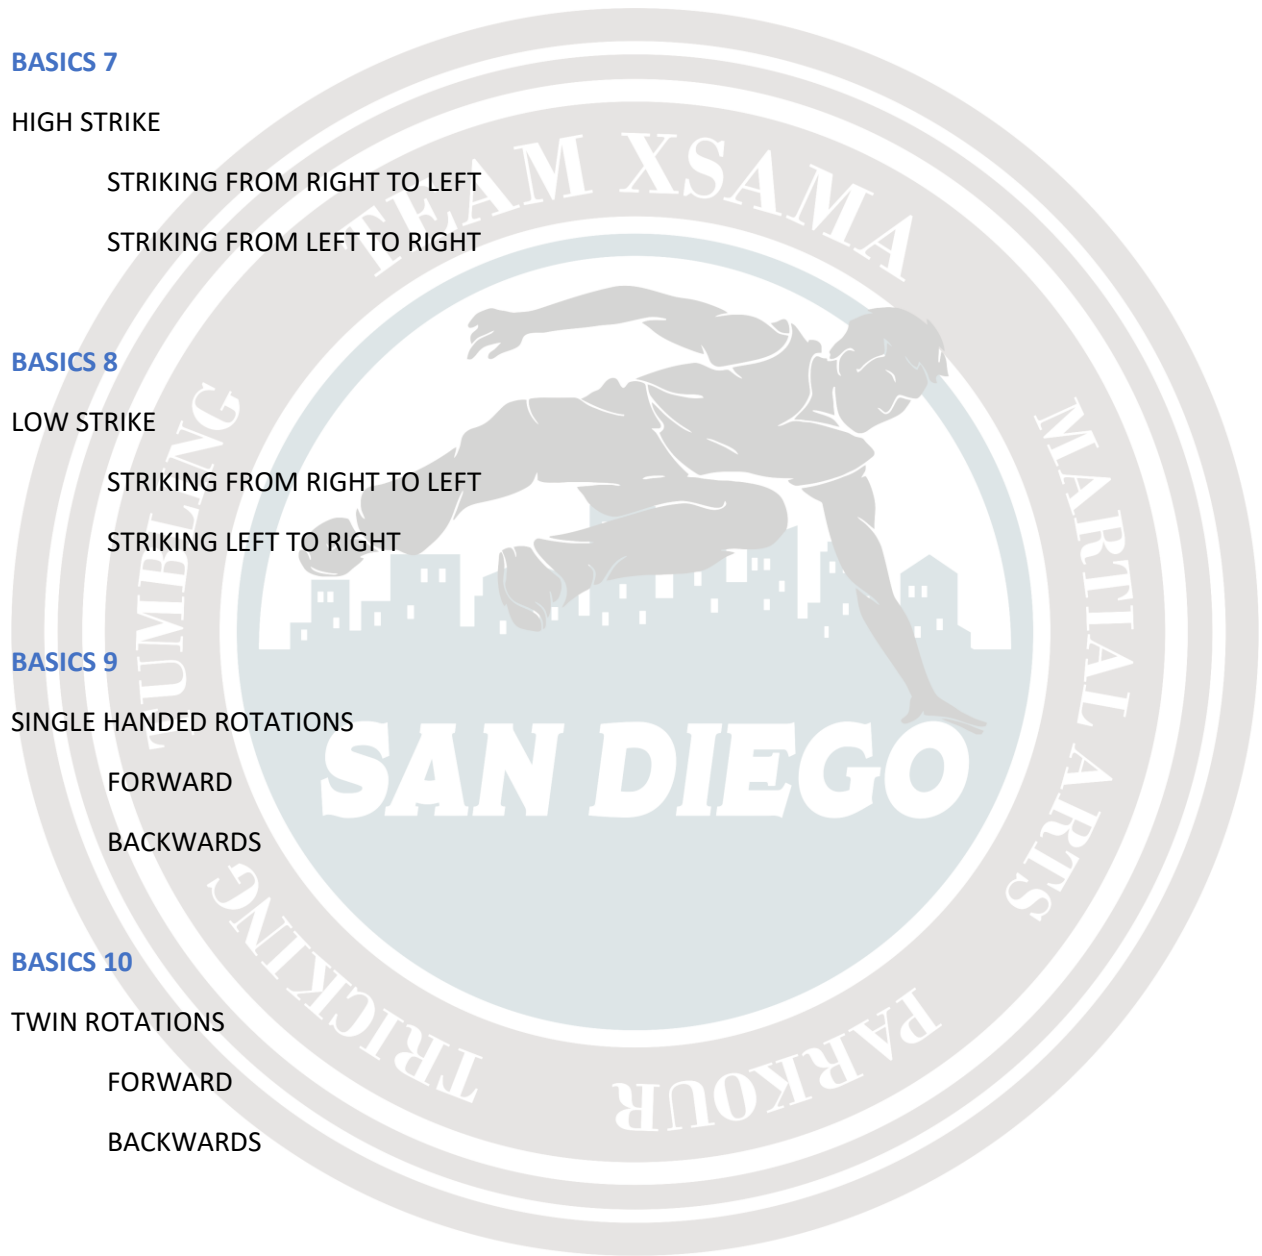 BASICS 7
HIGH STRIKE
STRIKING FROM RIGHT TO LEFT
STRIKING FROM LEFT TO RIGHT
BASICS 8
LOW STRIKE
STRIKING FROM RIGHT TO LEFT
STRIKING LEFT TO RIGHT
BASICS 9
SINGLE HANDED ROTATIONS
FORWARD
BACKWARDS
BASICS 10
TWIN ROTATIONS
FORWARD
BACKWARDS
TEAM XSAMA
MARTIAL ARTS
PARKOUR
TRICKING
TUMBLING
SAN DIEGO